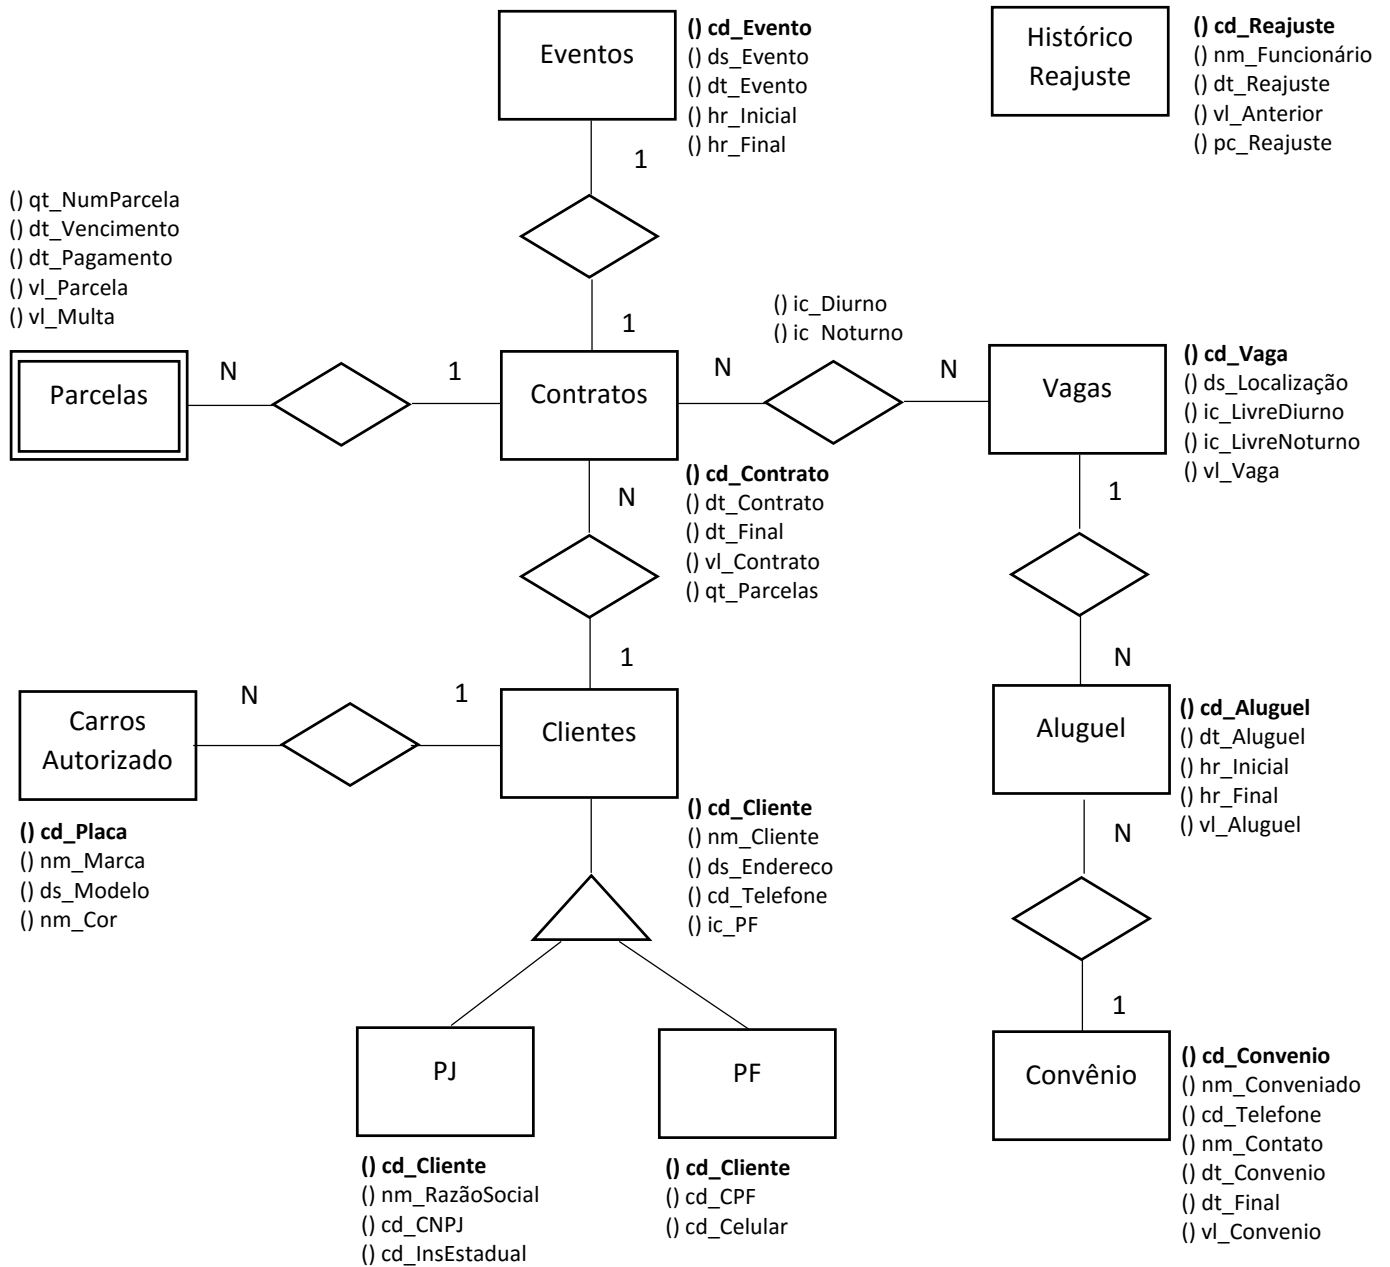 Eventos
() cd_Evento
() ds_Evento
() dt_Evento
() hr_Inicial
() hr_Final
Histórico
Reajuste
() cd_Reajuste
() nm_Funcionário
() dt_Reajuste
() vl_Anterior
() pc_Reajuste
1
() qt_NumParcela
() dt_Vencimento
() dt_Pagamento
() vl_Parcela
() vl_Multa
1
() ic_Diurno
() ic Noturno
Parcelas
N
1
Contratos
N
N
Vagas
() cd_Vaga
() ds_Localização
() ic_LivreDiurno
() ic_LivreNoturno
() vl_Vaga
() cd_Contrato
() dt_Contrato
() dt_Final
() vl_Contrato
() qt_Parcelas
N
1
1
N
Carros
Autorizado
N
1
Clientes
Aluguel
() cd_Aluguel
() dt_Aluguel
() hr_Inicial
() hr_Final
() vl_Aluguel
() cd_Placa
() nm_Marca
() ds_Modelo
() nm_Cor
() cd_Cliente
() nm_Cliente
() ds_Endereco
() cd_Telefone
() ic_PF
N
1
PJ
PF
Convênio
() cd_Convenio
() nm_Conveniado
() cd_Telefone
() nm_Contato
() dt_Convenio
() dt_Final
() vl_Convenio
() cd_Cliente
() nm_RazãoSocial
() cd_CNPJ
() cd_InsEstadual
() cd_Cliente
() cd_CPF
() cd_Celular